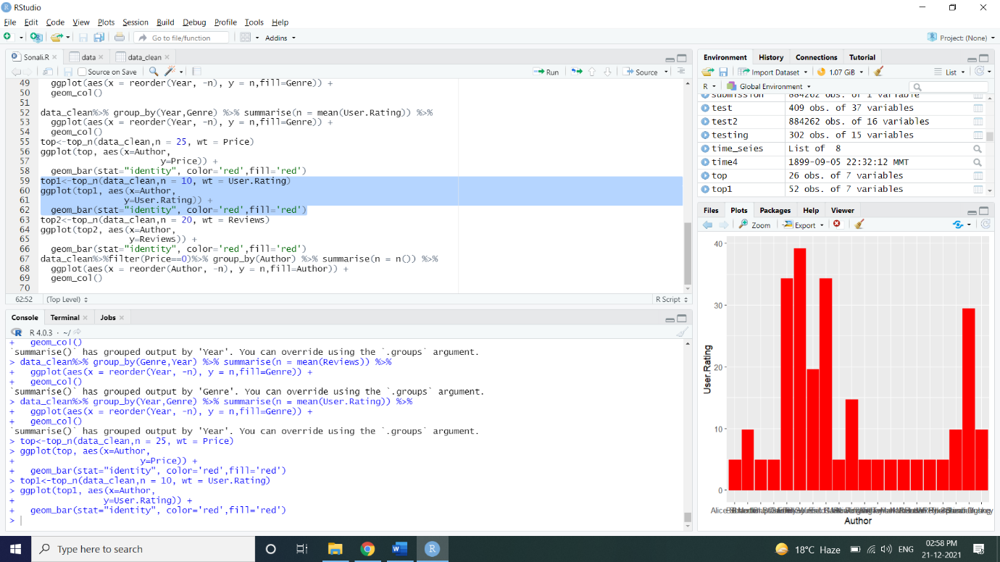 RStudio
File Edit Code View Plots Session Build Debug Profile Tools Help
Go to file/function Addins Project: (None)
Sonali.R data data_clean
Source on Save Run Source
49 ggplot(aes(x = reorder(Year, -n), y = n,fill=Genre)) +
50 geom_col()
51
52 data_clean%>% group_by(Year,Genre) %>% summarise(n = mean(User.Rating)) %>%
53 ggplot(aes(x = reorder(Year, -n), y = n,fill=Genre)) +
54 geom_col()
55 top<-top_n(data_clean,n = 25, wt = Price)
56 ggplot(top, aes(x=Author,
57 y=Price)) +
58 geom_bar(stat="identity", color='red',fill='red')
59 top1<-top_n(data_clean,n = 10, wt = User.Rating)
60 ggplot(top1, aes(x=Author,
61 y=User.Rating)) +
62 geom_bar(stat="identity", color='red',fill='red')
63 top2<-top_n(data_clean,n = 20, wt = Reviews)
64 ggplot(top2, aes(x=Author,
65 y=Reviews)) +
66 geom_bar(stat="identity", color='red',fill='red')
67 data_clean%>%filter(Price==0)%>% group_by(Author) %>% summarise(n = n()) %>%
68 ggplot(aes(x = reorder(Author, -n), y = n,fill=Author)) +
69 geom_col()
70
62:52 (Top Level) R Script
Console Terminal Jobs
R 4.0.3 · ~/
+ geom_col()
`summarise()` has grouped output by 'Year'. You can override using the `.groups` argument.
> data_clean%>% group_by(Genre,Year) %>% summarise(n = mean(Reviews)) %>%
+ ggplot(aes(x = reorder(Year, -n), y = n,fill=Genre)) +
+ geom_col()
`summarise()` has grouped output by 'Genre'. You can override using the `.groups` argument.
> data_clean%>% group_by(Year,Genre) %>% summarise(n = mean(User.Rating)) %>%
+ ggplot(aes(x = reorder(Year, -n), y = n,fill=Genre)) +
+ geom_col()
`summarise()` has grouped output by 'Year'. You can override using the `.groups` argument.
> top<-top_n(data_clean,n = 25, wt = Price)
> ggplot(top, aes(x=Author,
+ y=Price)) +
+ geom_bar(stat="identity", color='red',fill='red')
> top1<-top_n(data_clean,n = 10, wt = User.Rating)
> ggplot(top1, aes(x=Author,
+ y=User.Rating)) +
+ geom_bar(stat="identity", color='red',fill='red')
>
Environment History Connections Tutorial
Import Dataset 1.07 GiB List
R Global Environment
submission 884262 obs. of 1 variable
test 409 obs. of 37 variables
test2 884262 obs. of 16 variables
testing 302 obs. of 15 variables
time_seies List of 8
time4 1899-09-05 22:32:12 MMT
top 26 obs. of 7 variables
top1 52 obs. of 7 variables
Files Plots Packages Help Viewer
Zoom Export
40
30
20
10
0
User.Rating
Alice
Author
Type here to search
18°C Haze ENG
02:58 PM
21-12-2021